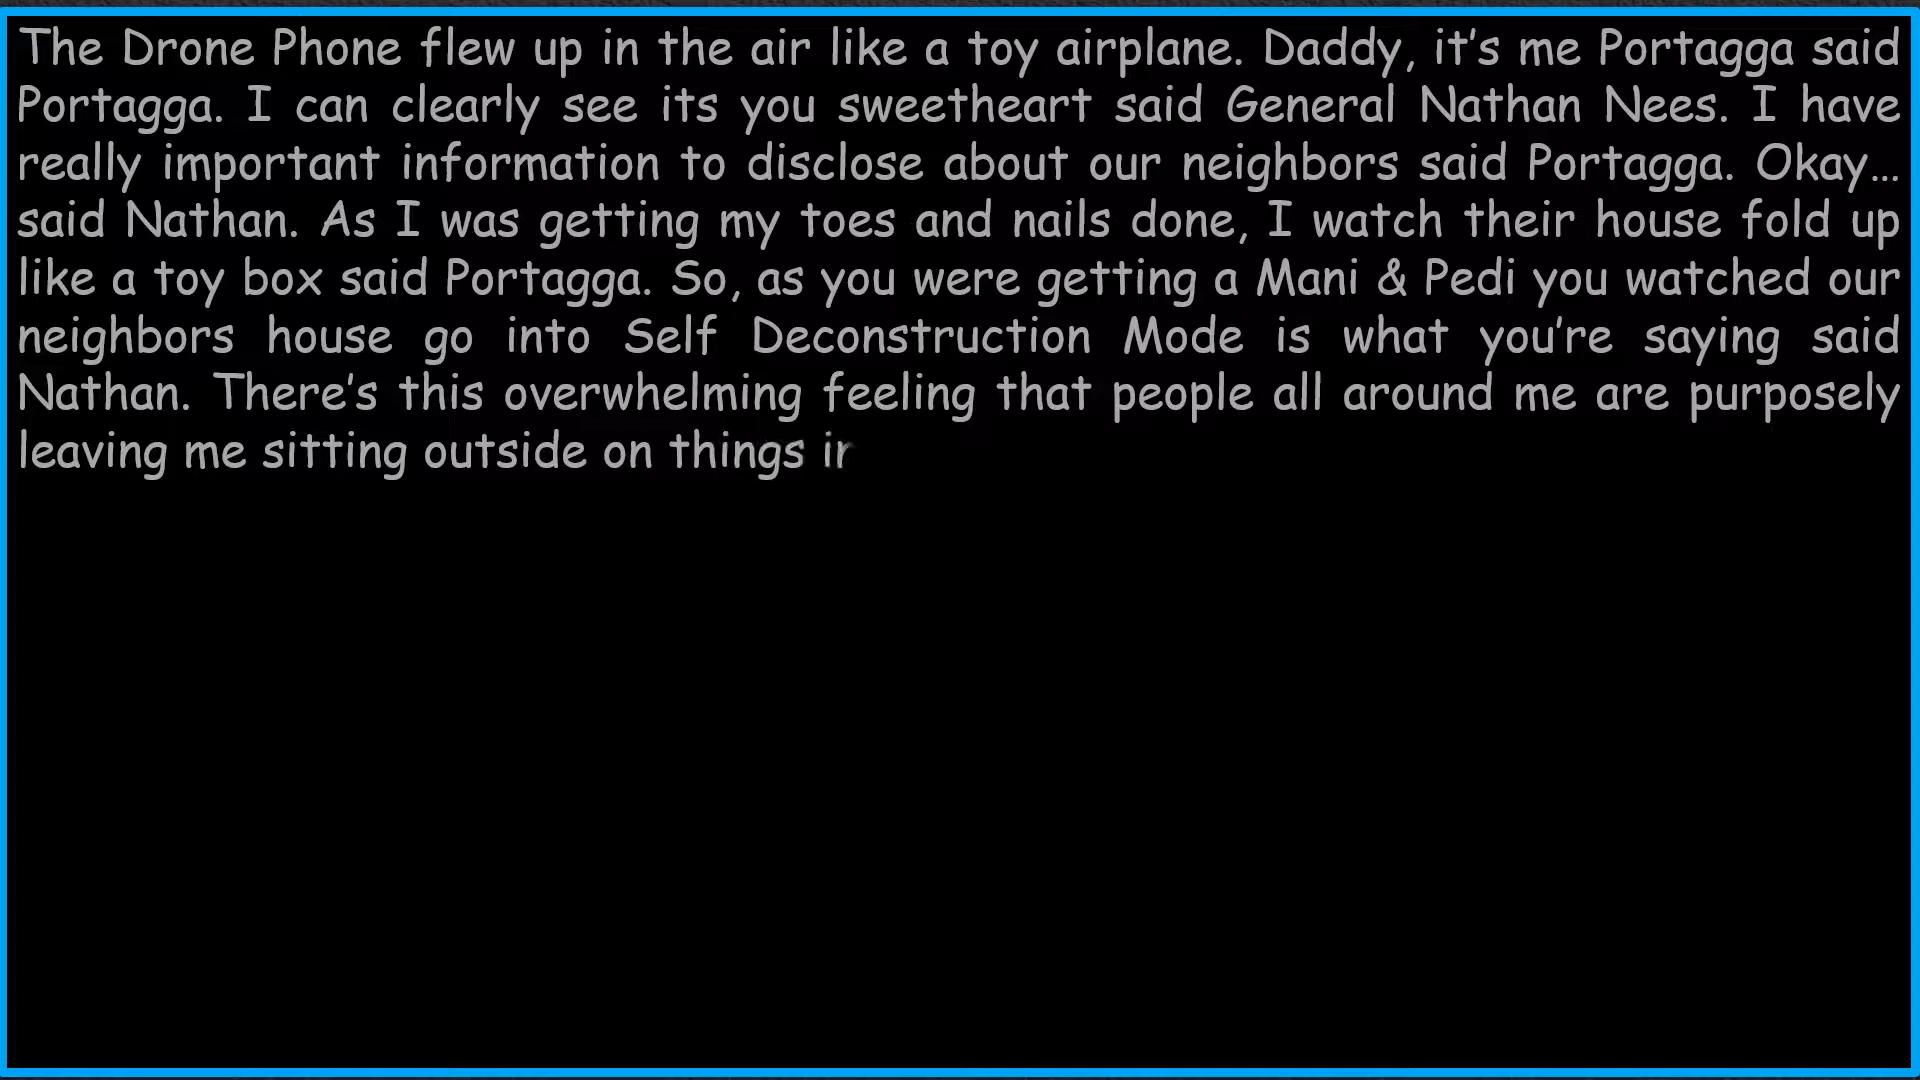 The Drone Phone flew up in the air like a toy airplane. Daddy, it’s me Portagga said
Portagga. I can clearly see its you sweetheart said General Nathan Nees. I have
really important information to disclose about our neighbors said Portagga. Okay…
said Nathan. As I was getting my toes and nails done, I watch their house fold up
like a toy box said Portagga. So, as you were getting a Mani & Pedi you watched our
neighbors house go into Self Deconstruction Mode is what you’re saying said
Nathan. There’s this overwhelming feeling that people all around me are purposely
leaving me sitting outside on things